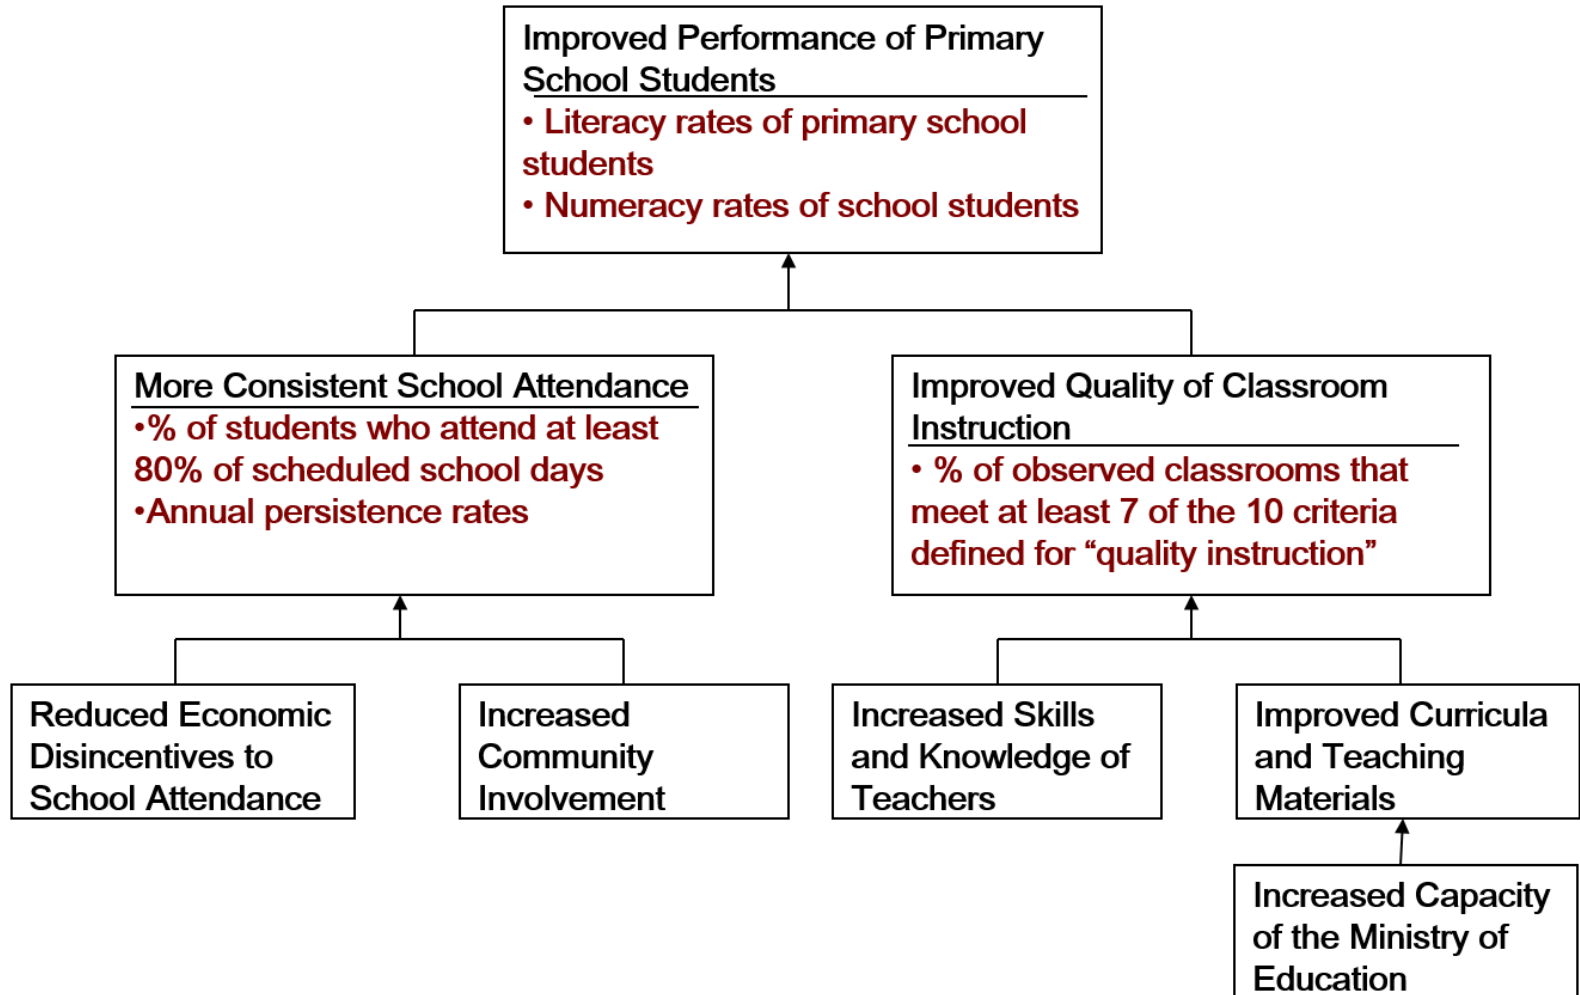 Improved Performance of Primary
School Students
• Literacy rates of primary school
students
• Numeracy rates of school students
More Consistent School Attendance
•% of students who attend at least
80% of scheduled school days
•Annual persistence rates
Improved Quality of Classroom
Instruction
• % of observed classrooms that
meet at least 7 of the 10 criteria
defined for “quality instruction”
Reduced Economic
Disincentives to
School Attendance
Increased
Community
Involvement
Increased Skills
and Knowledge of
Teachers
Improved Curricula
and Teaching
Materials
Increased Capacity
of the Ministry of
Education